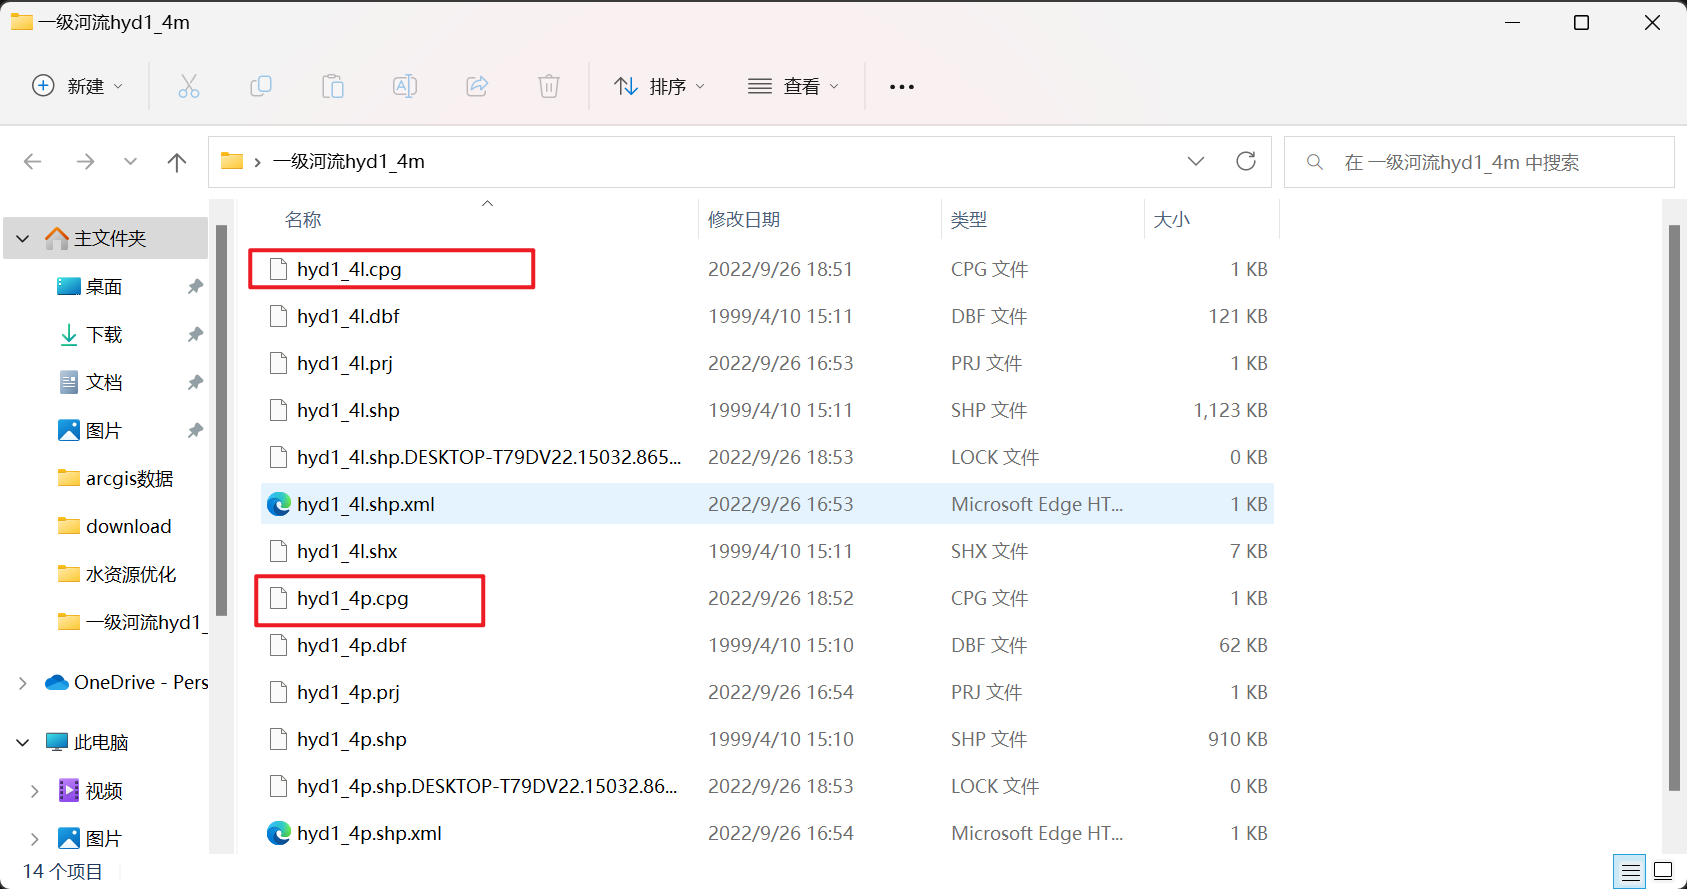 一级河流hyd1_4m
新建 排序 查看
一级河流hyd1_4m 在 一级河流hyd1_4m 中搜索
名称 修改日期 类型 大小
主文件夹
桌面
下载
文档
图片
arcgis数据
download
水资源优化
一级河流hyd1_
OneDrive - Pers
此电脑
视频
图片
hyd1_4l.cpg 2022/9/26 18:51 CPG 文件 1 KB
hyd1_4l.dbf 1999/4/10 15:11 DBF 文件 121 KB
hyd1_4l.prj 2022/9/26 16:53 PRJ 文件 1 KB
hyd1_4l.shp 1999/4/10 15:11 SHP 文件 1,123 KB
hyd1_4l.shp.DESKTOP-T79DV22.15032.865... 2022/9/26 18:53 LOCK 文件 0 KB
hyd1_4l.shp.xml 2022/9/26 16:53 Microsoft Edge HT... 1 KB
hyd1_4l.shx 1999/4/10 15:11 SHX 文件 7 KB
hyd1_4p.cpg 2022/9/26 18:52 CPG 文件 1 KB
hyd1_4p.dbf 1999/4/10 15:10 DBF 文件 62 KB
hyd1_4p.prj 2022/9/26 16:54 PRJ 文件 1 KB
hyd1_4p.shp 1999/4/10 15:10 SHP 文件 910 KB
hyd1_4p.shp.DESKTOP-T79DV22.15032.86... 2022/9/26 18:53 LOCK 文件 0 KB
hyd1_4p.shp.xml 2022/9/26 16:54 Microsoft Edge HT... 1 KB
14 个项目